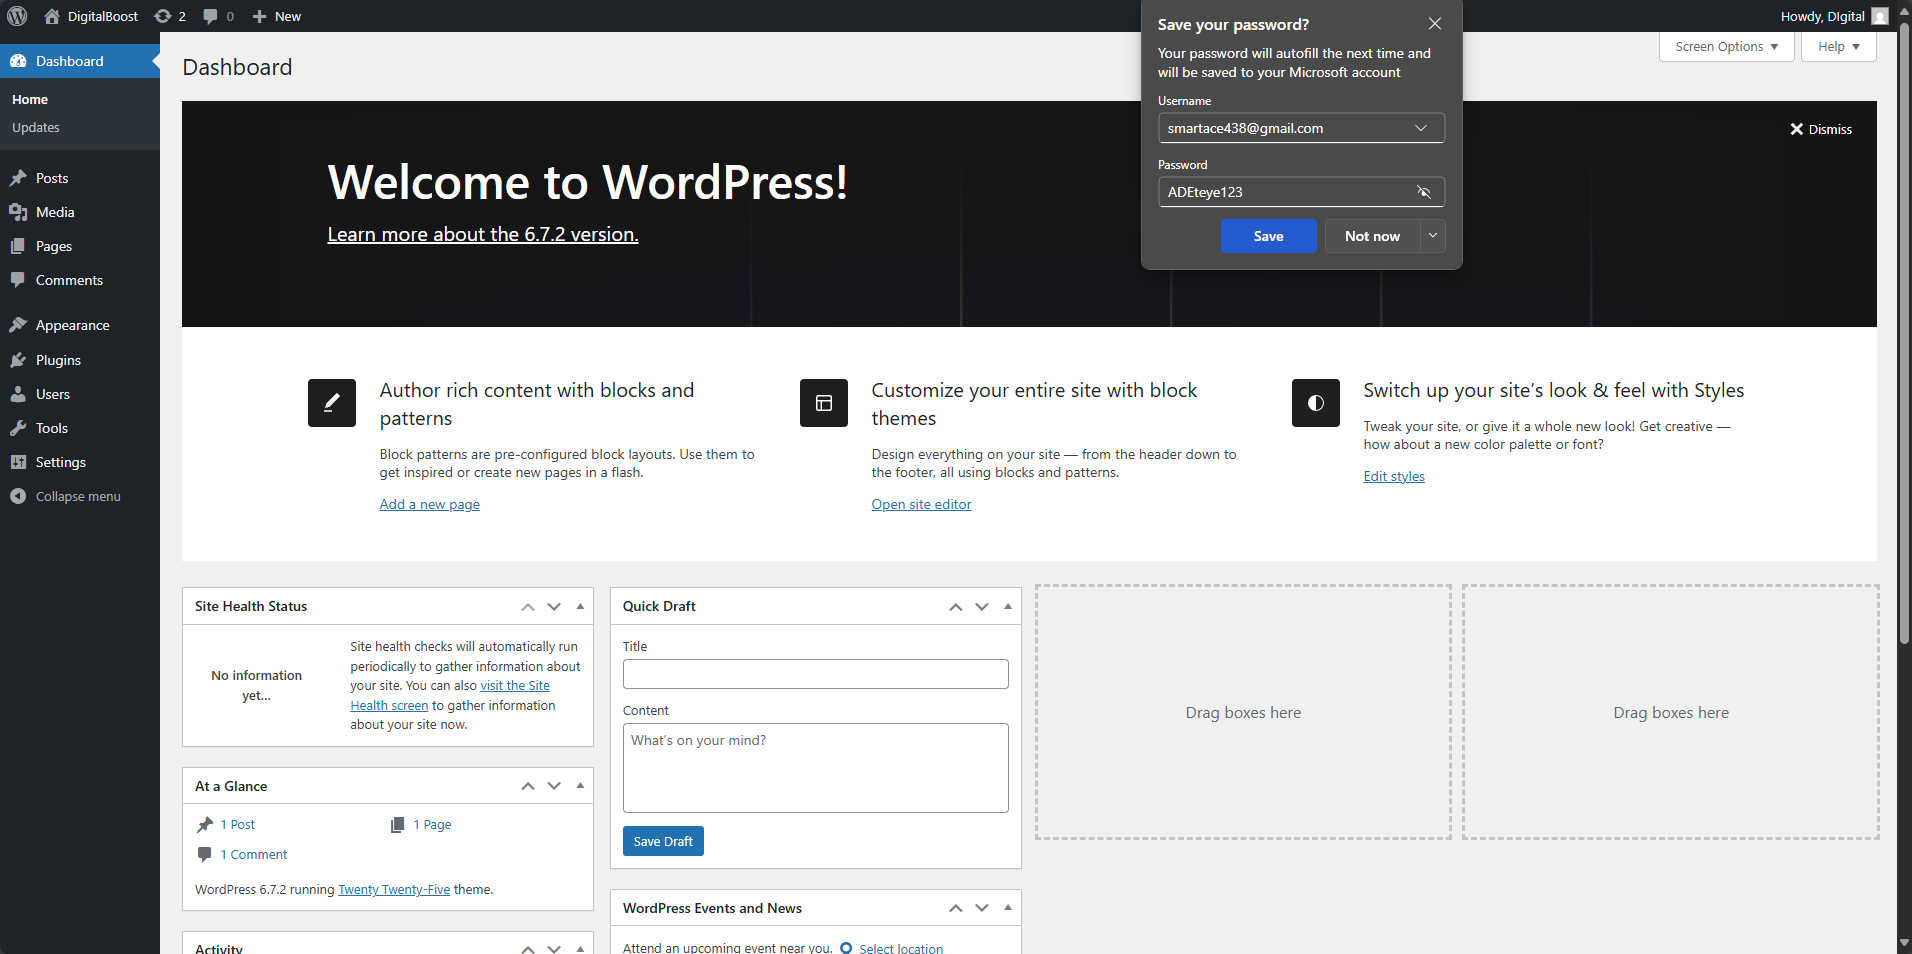 DigitalBoost
2
0
New
Howdy, DIgital
Screen Options
Help
Dashboard
Home
Updates
Posts
Media
Pages
Comments
Appearance
Plugins
Users
Tools
Settings
Collapse menu
Dashboard
Save your password?
Your password will autofill the next time and
will be saved to your Microsoft account
Username
smartace438@gmail.com
Password
ADEteye123
Save
Not now
Dismiss
Welcome to WordPress!
Learn more about the 6.7.2 version.
Author rich content with blocks and
patterns
Block patterns are pre-configured block layouts. Use them to
get inspired or create new pages in a flash.
Add a new page
Customize your entire site with block
themes
Design everything on your site — from the header down to
the footer, all using blocks and patterns.
Open site editor
Switch up your site’s look & feel with Styles
Tweak your site, or give it a whole new look! Get creative —
how about a new color palette or font?
Edit styles
Site Health Status
No information
yet...
Site health checks will automatically run
periodically to gather information about
your site. You can also visit the Site
Health screen to gather information
about your site now.
At a Glance
1 Post
1 Page
1 Comment
WordPress 6.7.2 running Twenty Twenty-Five theme.
Activity
Quick Draft
Title
Content
What’s on your mind?
Save Draft
WordPress Events and News
Attend an upcoming event near you.
Select location
Drag boxes here
Drag boxes here